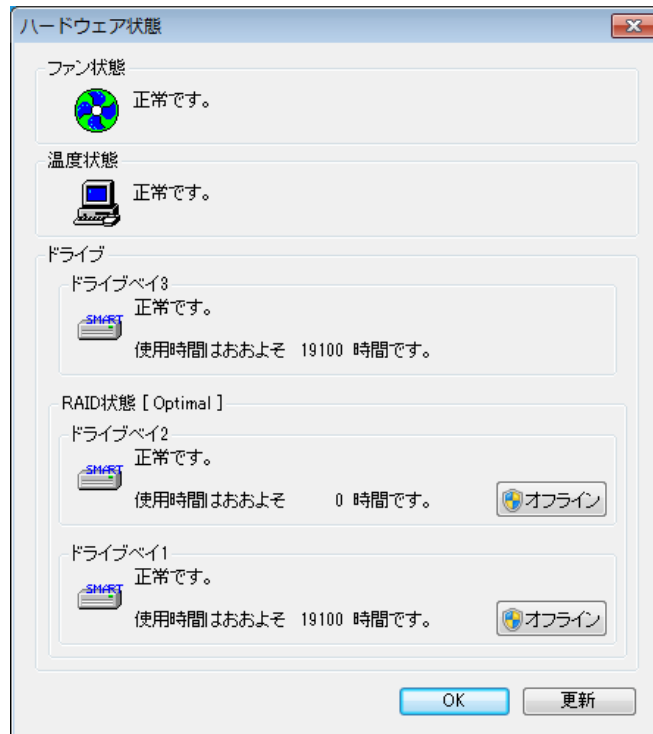 ハードウェア状態
ファン状態
正常です。
温度状態
正常です。
ドライブ
ドライブベイ3
SMART
正常です。
使用時間はおおよそ 19100 時間です。
RAID状態 [ Optimal ]
ドライブベイ2
SMART
正常です。
使用時間はおおよそ 0 時間です。
オフライン
ドライブベイ1
SMART
正常です。
使用時間はおおよそ 19100 時間です。
オフライン
OK
更新